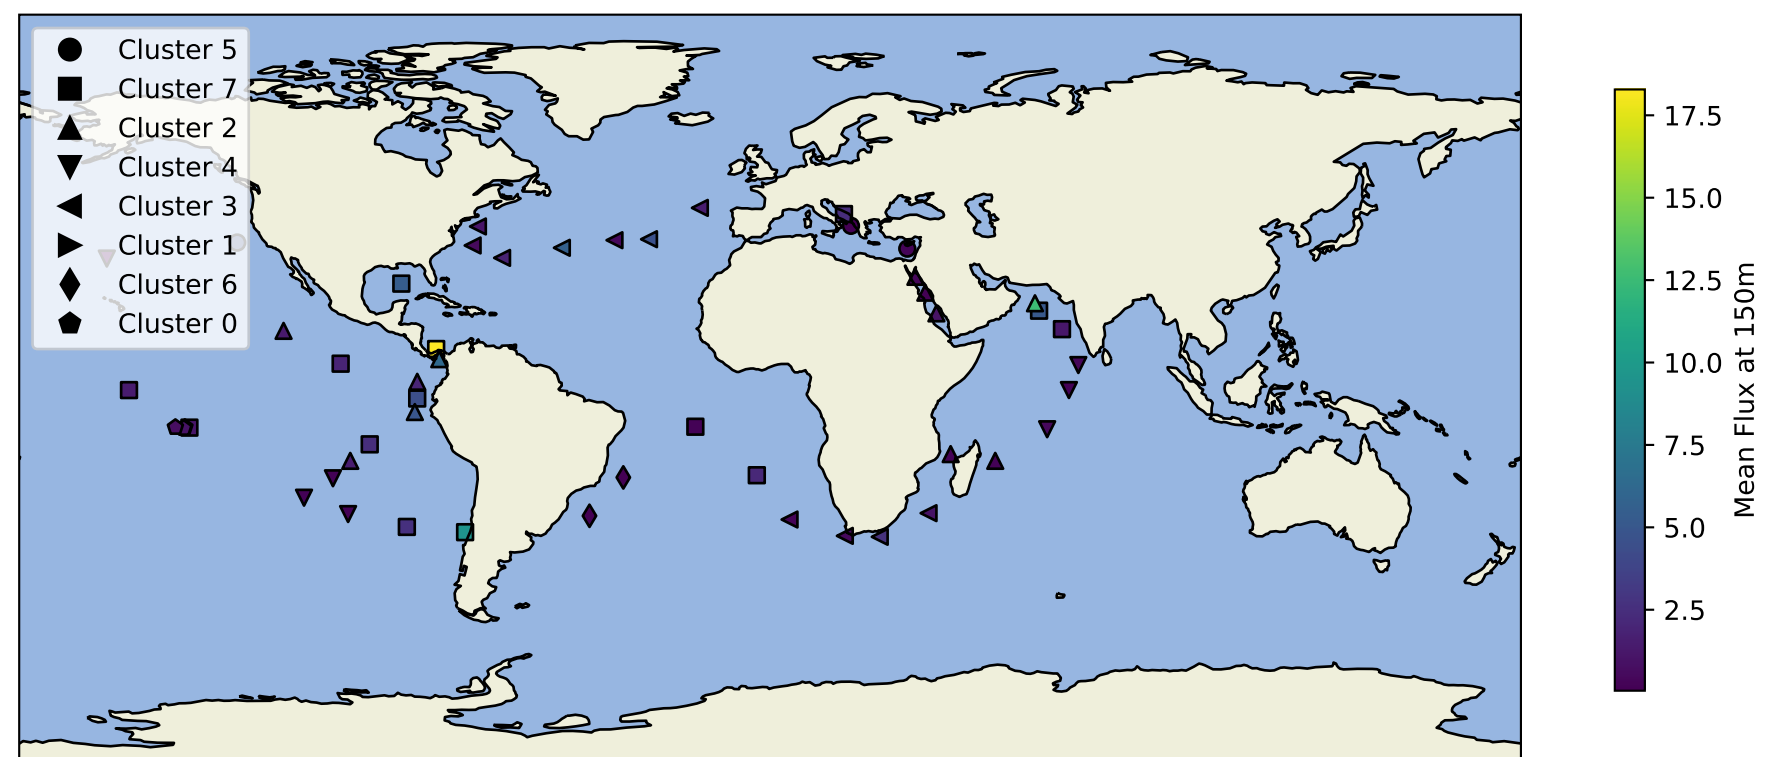 Cluster 5
Cluster 7
Cluster 2
Cluster 4
Cluster 3
Cluster 1
Cluster 6
Cluster 0
17.5
15.0
12.5
10.0
7.5
5.0
2.5
Mean Flux at 150m